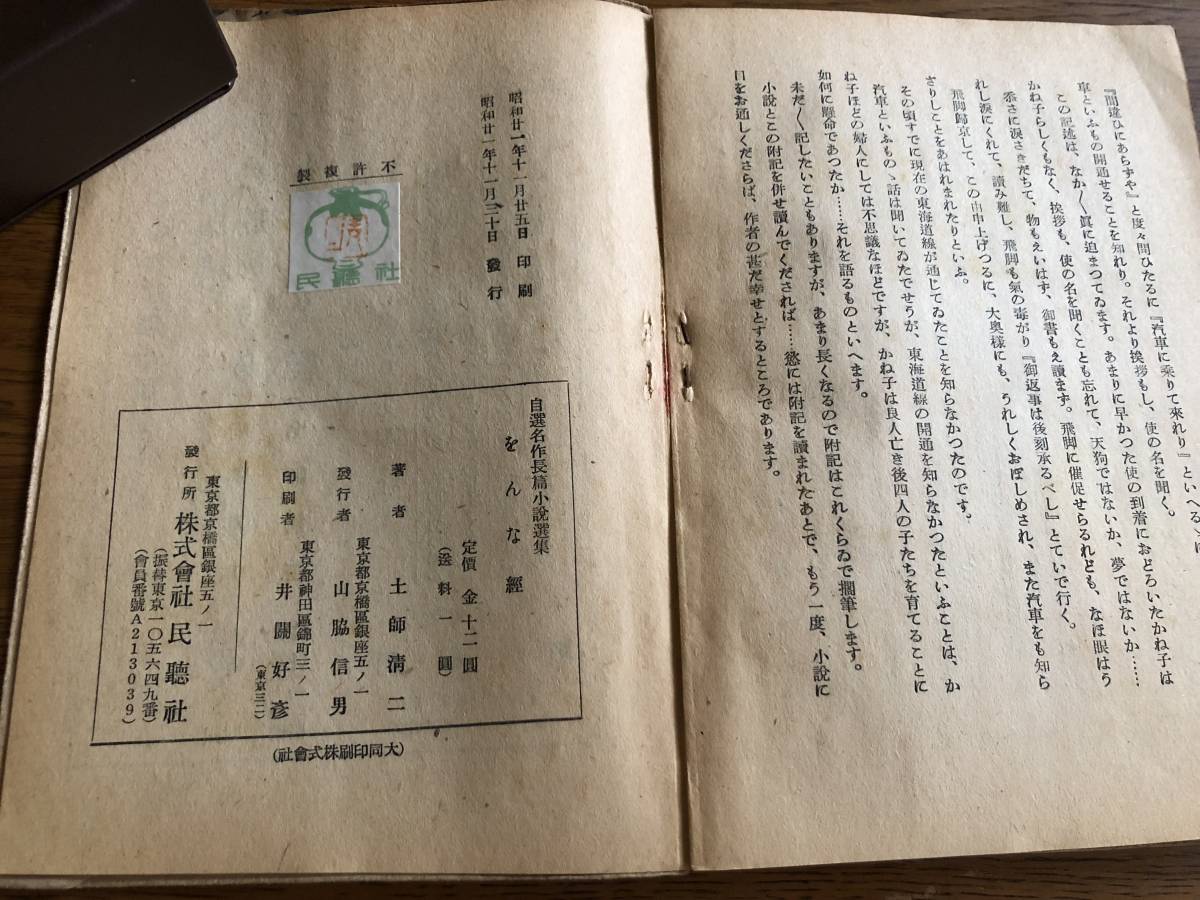 『間違ひにあらずや』と度々問ひたるに『汽車に乘りて來れり』といへる
車といふもの開通せることを知れり。それより挨拶もし、使の名を聞く。
この記述は、なか〱眞に迫まつてゐます。あまりに早かつた使の到着におどろいたかね子は
かね子らしくもなく、挨拶も、使の名を聞くことも忘れて、天狗ではないか、夢ではないか……
忝さに淚さきだちて、物もえいはず、御書もえ讀まず。飛脚に催促せらるれども、なほ眼はう
れし淚にくれて、讀み難し、飛脚も氣の毒がり『御返事は後刻承るべし』とていで行く。
飛脚歸京して、この由申上げつるに、大奥樣にも、うれしくおぼしめされ、また汽車をも知ら
ざりしことをあはれまれたりといふ。
その頃すでに現在の東海道線が通じてゐたことを知らなかつたのです。
汽車といふものゝ話は聞いてゐたでせうが、東海道線の開通を知らなかつたといふことは、か
ね子ほどの婦人にしては不思議なほどですが、かね子は良人亡き後四人の子たちを育てることに
如何に懸命であつたか……それを語るものといへます。
未だ〱記したいこともありますが、あまり長くなるので附記はこれくらゐで擱筆します。
小說とこの附記を併せ讀んでくだされば……慾には附記を讀まれたあとで、もう一度、小說に
目をお通しくださらば、作者の甚だ幸せとするところであります。
昭和廿一年十一月廿五日 印刷
昭和廿一年十一月三十日 發行
不許複製
民聽社
自選名作長篇小說選集
をんな經
定價 金十二圓
(送料一圓)
著者 土師淸二
東京都京橋區銀座五ノ一
發行者 山脇信男
東京都神田區錦町三ノ一
印刷者 井關好彦
(東京三二)
東京都京橋區銀座五ノ一
發行所 株式會社民聽社
(振替東京一〇五六四九番)
(會員番號A213039)
(大同印刷株式會社)